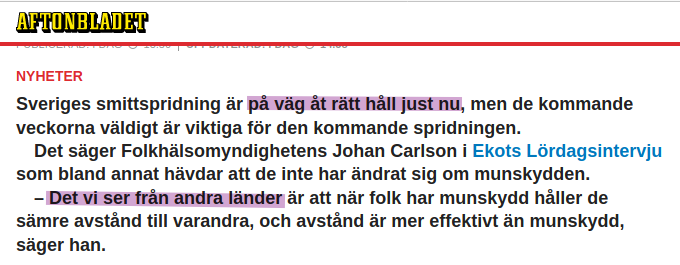 AFTONBLADET
NYHETER
Sveriges smittspridning är på väg åt rätt håll just nu, men de kommande
veckorna väldigt är viktiga för den kommande spridningen.
Det säger Folkhälsomyndighetens Johan Carlson i Ekots Lördagsintervju
som bland annat hävdar att de inte har ändrat sig om munskydden.
– Det vi ser från andra länder är att när folk har munskydd håller de
sämre avstånd till varandra, och avstånd är mer effektivt än munskydd,
säger han.